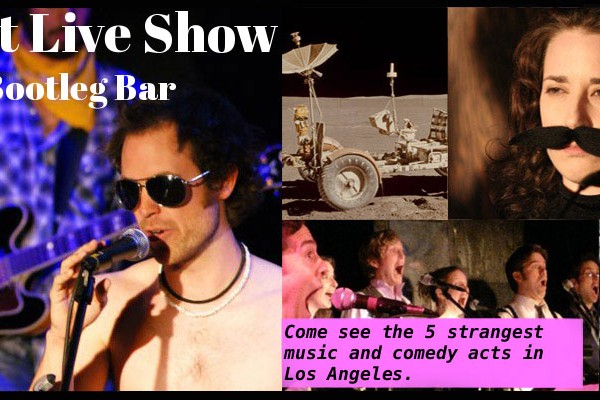 t Live Show
Bootleg Bar
Come see the 5 strangest
music and comedy acts in
Los Angeles.